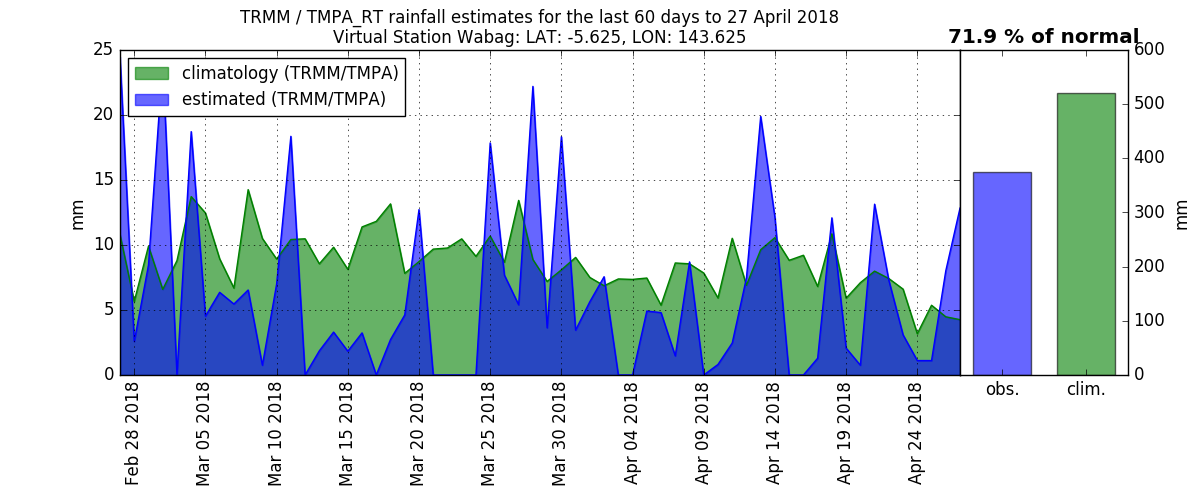 TRMM / TMPA_RT rainfall estimates for the last 60 days to 27 April 2018
Virtual Station Wabag: LAT: -5.625, LON: 143.625
71.9 % of normal
climatology (TRMM/TMPA)
estimated (TRMM/TMPA)
25
20
15
10
5
0
mm
Feb 28 2018
Mar 05 2018
Mar 10 2018
Mar 15 2018
Mar 20 2018
Mar 25 2018
Mar 30 2018
Apr 04 2018
Apr 09 2018
Apr 14 2018
Apr 19 2018
Apr 24 2018
obs.
clim.
600
500
400
300
200
100
0
mm